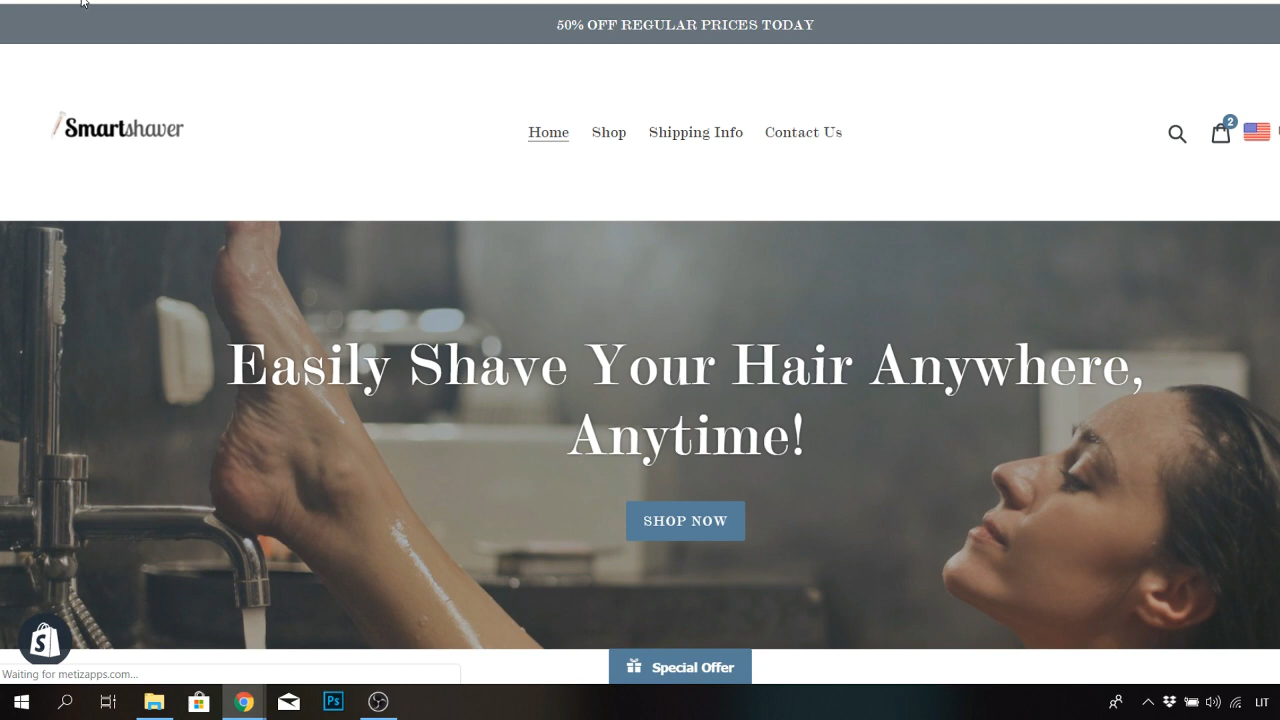 50% OFF REGULAR PRICES TODAY
Smartshaver
Home Shop Shipping Info Contact Us
2
Easily Shave Your Hair Anywhere,
Anytime!
SHOP NOW
Special Offer
Waiting for metizapps.com...
Ps
LIT